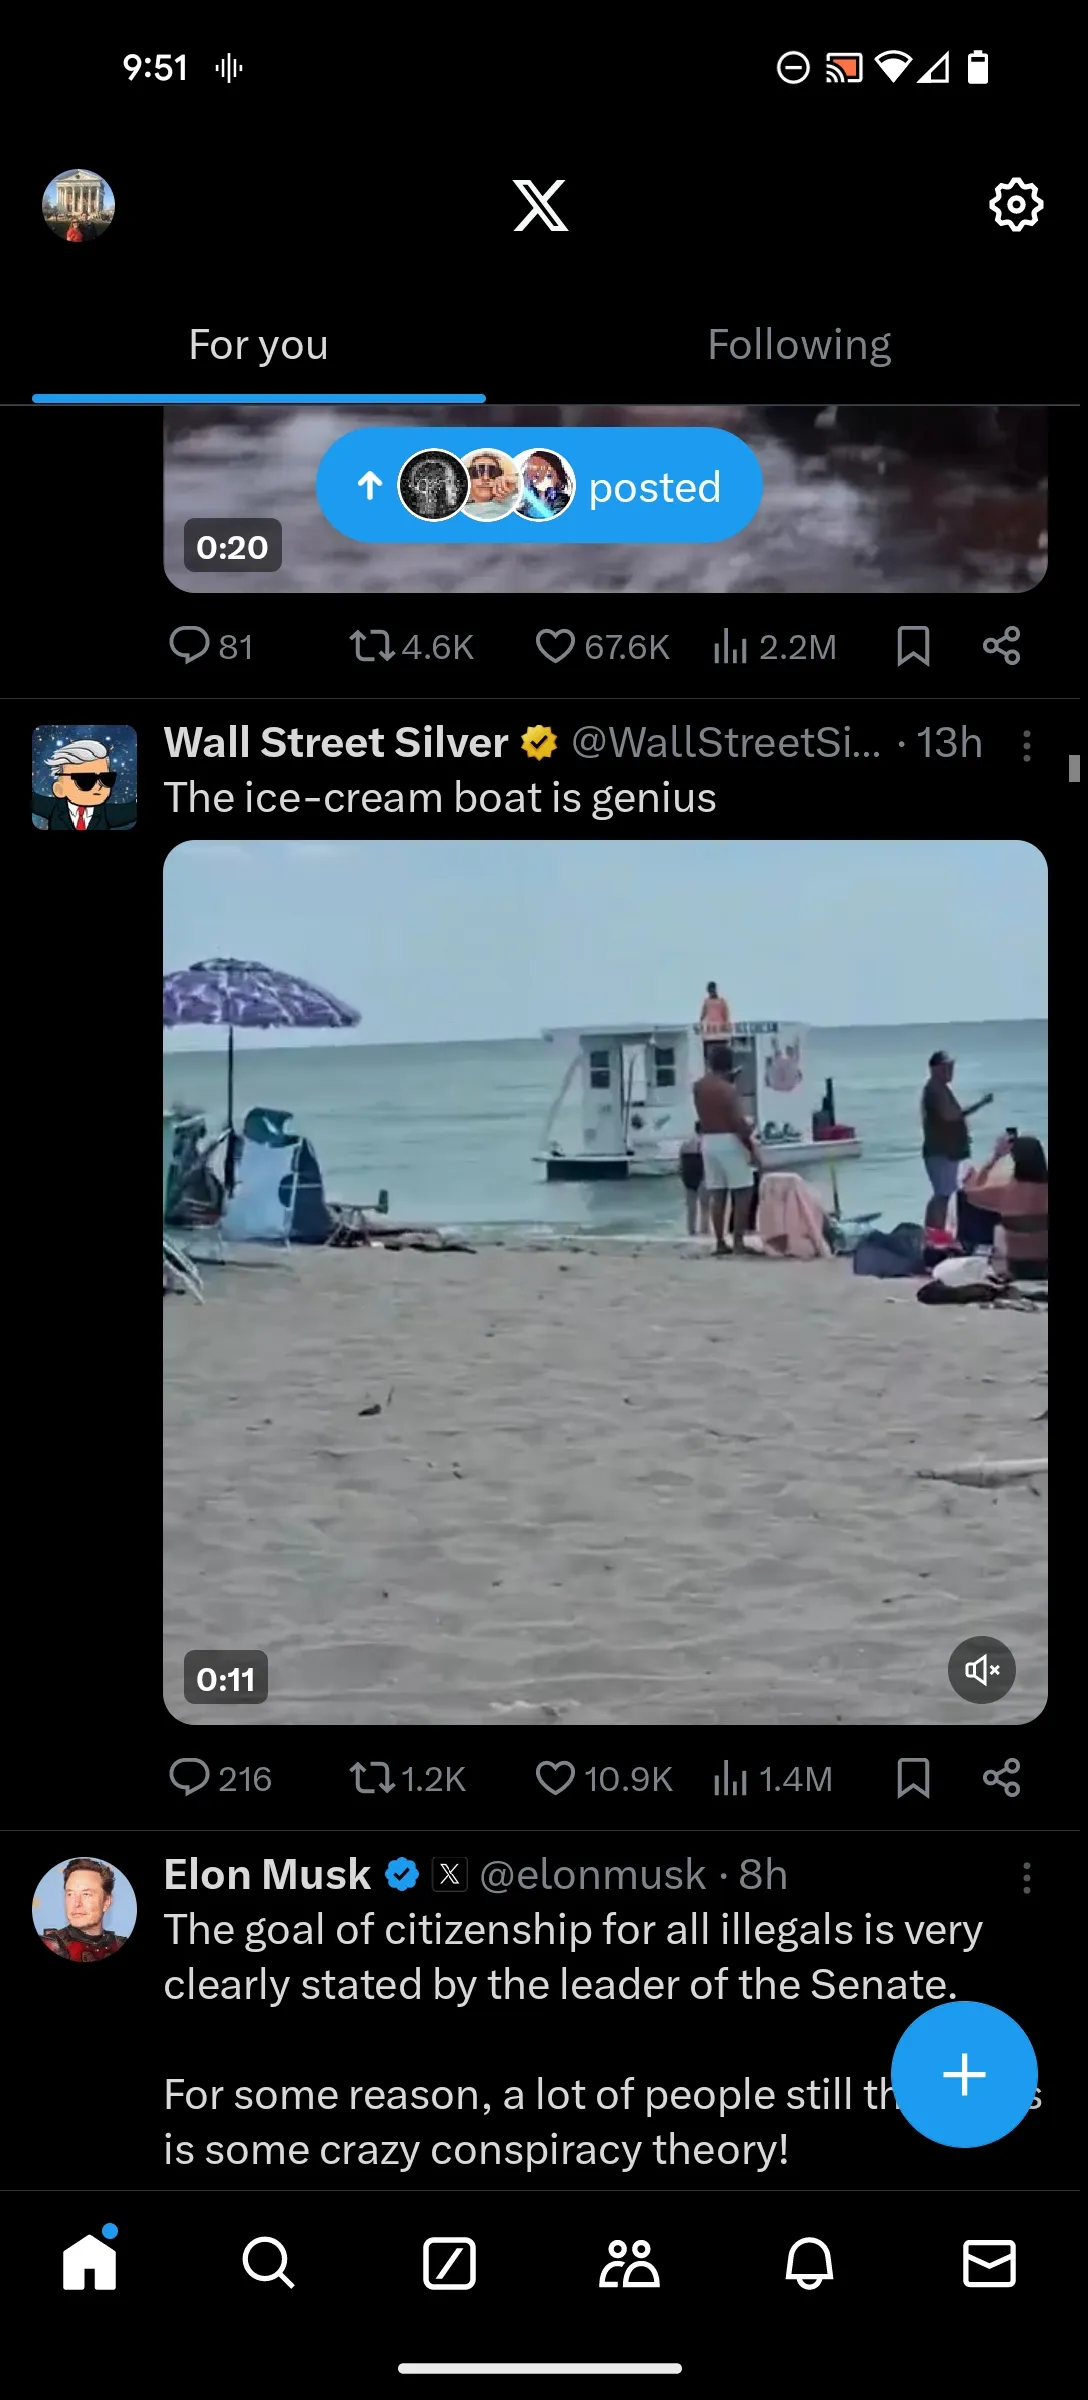 9:51
For you
Following
posted
0:20
81
4.6K
67.6K
2.2M
Wall Street Silver @WallStreetSi... · 13h
The ice-cream boat is genius
0:11
216
1.2K
10.9K
1.4M
Elon Musk X @elonmusk · 8h
The goal of citizenship for all illegals is very
clearly stated by the leader of the Senate.
For some reason, a lot of people still
is some crazy conspiracy theory!